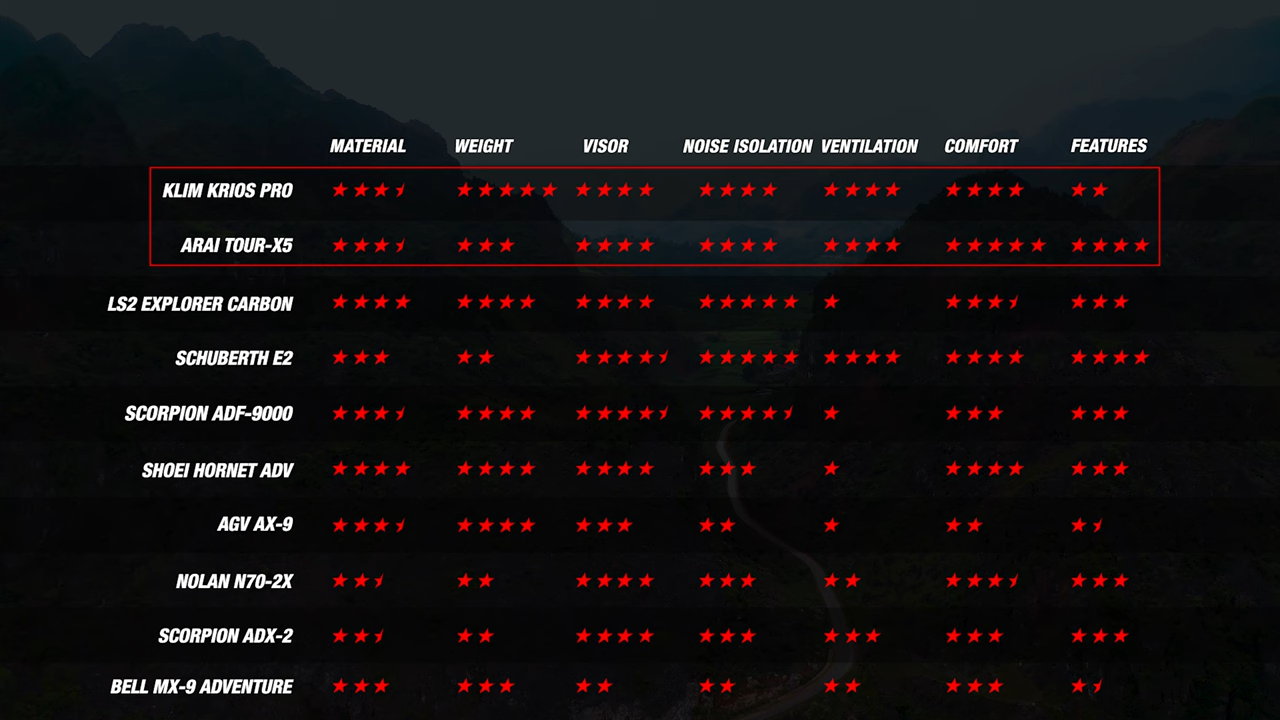 MATERIAL WEIGHT VISOR NOISE ISOLATION VENTILATION COMFORT FEATURES
KLIM KRIOS PRO
ARAI TOUR-X5
LS2 EXPLORER CARBON
SCHUBERTH E2
SCORPION ADF-9000
SHOEI HORNET ADV
AGV AX-9
NOLAN N70-2X
SCORPION ADX-2
BELL MX-9 ADVENTURE